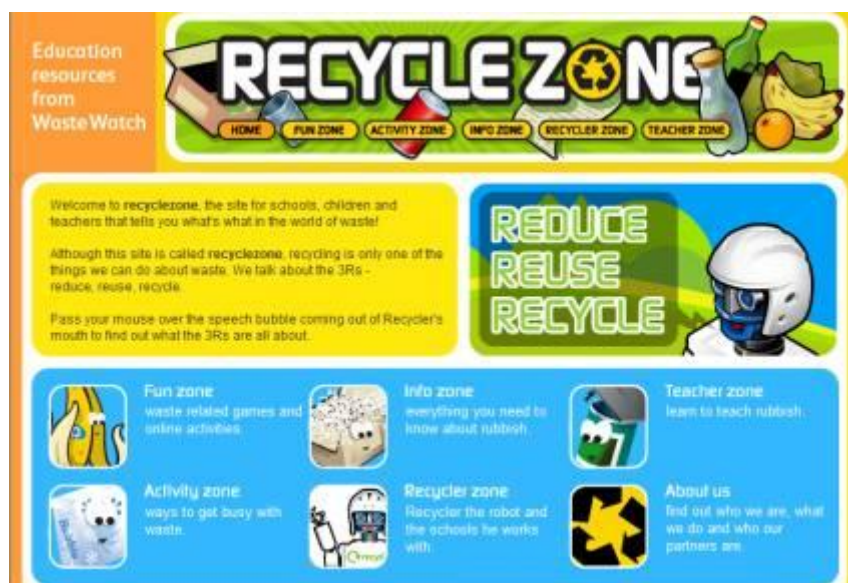 Education
resources
from
WasteWatch
RECYCLE ZONE
HOME FUN ZONE ACTIVITY ZONE INFO ZONE RECYCLER ZONE TEACHER ZONE
Welcome to recyclezone, the site for schools, children and
teachers that tells you what's what in the world of waste!
Although this site is called recyclezone, recycling is only one of the
things we can do about waste. We talk about the 3Rs -
reduce, reuse, recycle.
Pass your mouse over the speech bubble coming out of Recycler's
mouth to find out what the 3Rs are all about.
REDUCE
REUSE
RECYCLE
Fun zone
waste related games and
online activities.
Info zone
everything you need to
know about rubbish.
Teacher zone
learn to teach rubbish.
Activity zone
ways to get busy with
waste.
Recycler zone
Recycler the robot and
the schools he works
with.
About us
find out who we are, what
we do and who our
partners are.